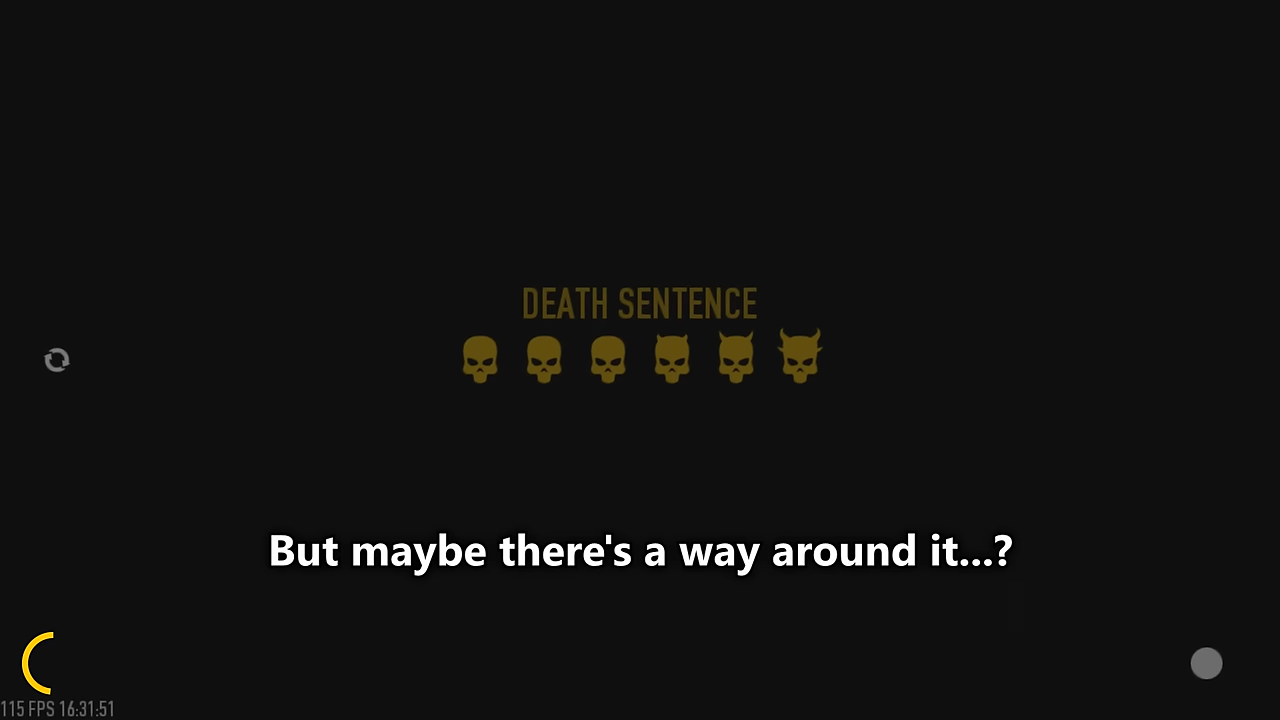 DEATH SENTENCE
But maybe there's a way around it...?
115 FPS 16:31:51